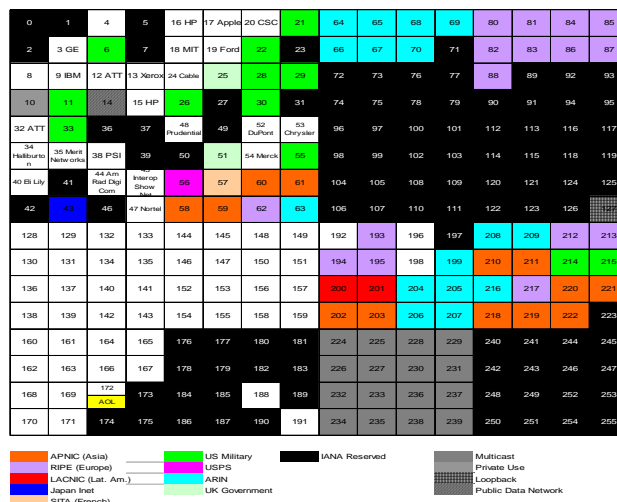 0 1 4 5 16 HP 17 Apple 20 CSC 21 64 65 68 69 80 81 84 85
2 3 GE 6 7 18 MIT 19 Ford 22 23 66 67 70 71 82 83 86 87
8 9 IBM 12 ATT 13 Xerox 24 Cable 25 28 29 72 73 76 77 88 89 92 93
10 11 14 15 HP 26 27 30 31 74 75 78 79 90 91 94 95
32 ATT 33 36 37 48 Prudential 49 52 DuPont 53 Chrysler 96 97 100 101 112 113 116 117
34 Halliburton 35 Merit Networks 38 PSI 39 50 51 54 Merck 55 98 99 102 103 114 115 118 119
40 Eli Lily 41 44 Am Rad Digi Com 45 Interop Show Net 56 57 60 61 104 105 108 109 120 121 124 125
42 43 46 47 Nortel 58 59 62 63 106 107 110 111 122 123 126 127
128 129 132 133 144 145 148 149 192 193 196 197 208 209 212 213
130 131 134 135 146 147 150 151 194 195 198 199 210 211 214 215
136 137 140 141 152 153 156 157 200 201 204 205 216 217 220 221
138 139 142 143 154 155 158 159 202 203 206 207 218 219 222 223
160 161 164 165 176 177 180 181 224 225 228 229 240 241 244 245
162 163 166 167 178 179 182 183 226 227 230 231 242 243 246 247
168 169 172 AOL 173 184 185 188 189 232 233 236 237 248 249 252 253
170 171 174 175 186 187 190 191 234 235 238 239 250 251 254 255
APNIC (Asia) US Military IANA Reserved Multicast
RIPE (Europe) USPS Private Use
LACNIC (Lat. Am.) ARIN Loopback
Japan Inet UK Government Public Data Network
SITA (French)